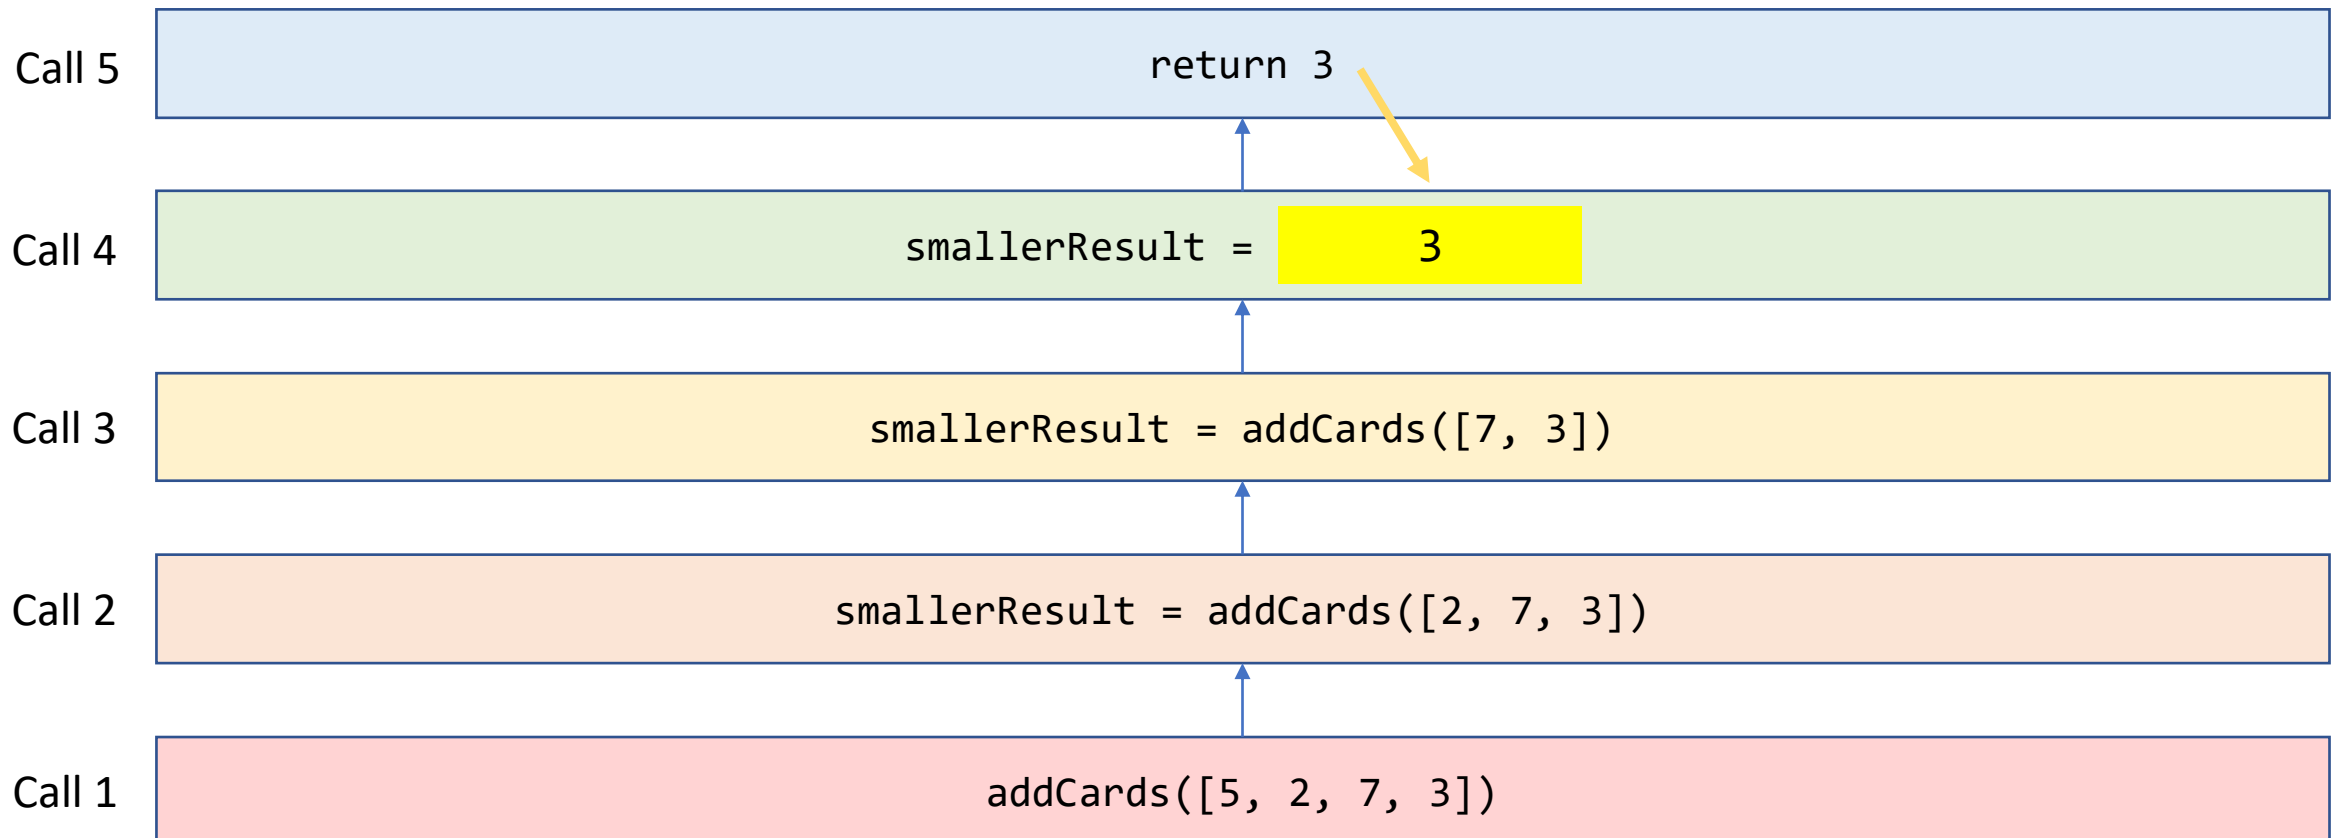 Call 5 return 3
Call 4 smallerResult = 3
Call 3 smallerResult = addCards([7, 3])
Call 2 smallerResult = addCards([2, 7, 3])
Call 1 addCards([5, 2, 7, 3])